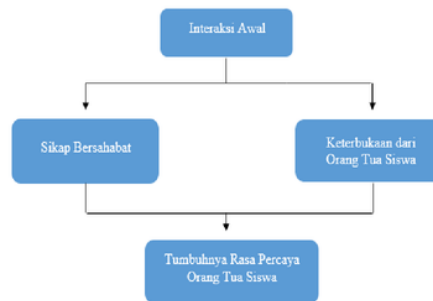 Interaksi Awal
Sikap Bersahabat
Keterbukaan dari
Orang Tua Siswa
Tumbuhnya Rasa Percaya
Orang Tua Siswa